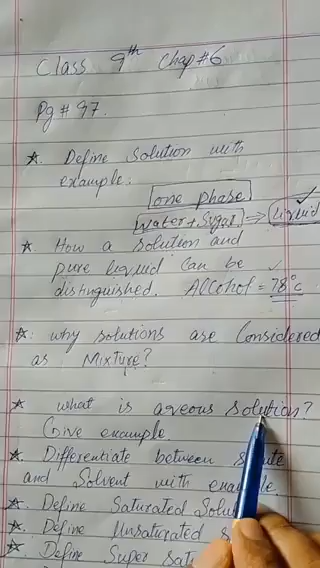 Class 9th Chap#6
Pg # 97.
★. Define Solution with
example:
one phase
Water + Sugar ⇒ Liquid
★. How a solution and
pure liquid can be
distinguished. Alcohol = 78°c
★: why solutions are Considered
as Mixture?
★ what is aqeous Solution?
Give example.
★ Differentiate between
and Solvent with
★ Define Saturated
★ Define Unsaturated
★ Define Super